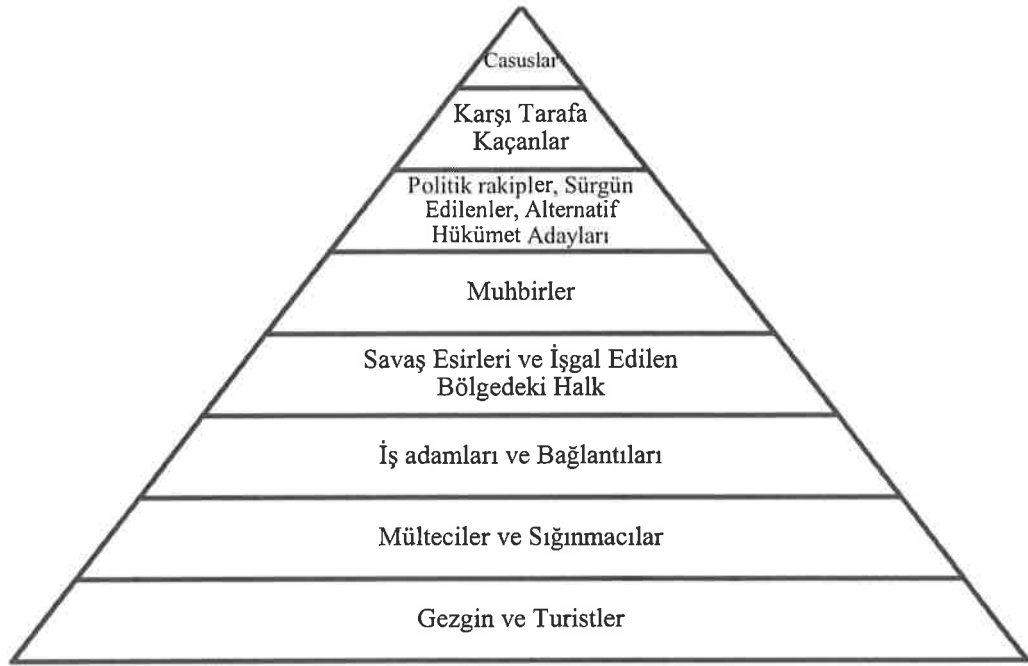 Casuslar
Karşı Tarafa
Kaçanlar
Politik rakipler, Sürgün
Edilenler, Alternatif
Hükümet Adayları
Muhbirler
Savaş Esirleri ve İşgal Edilen
Bölgedeki Halk
İş adamları ve Bağlantıları
Mülteciler ve Sığınmacılar
Gezgin ve Turistler